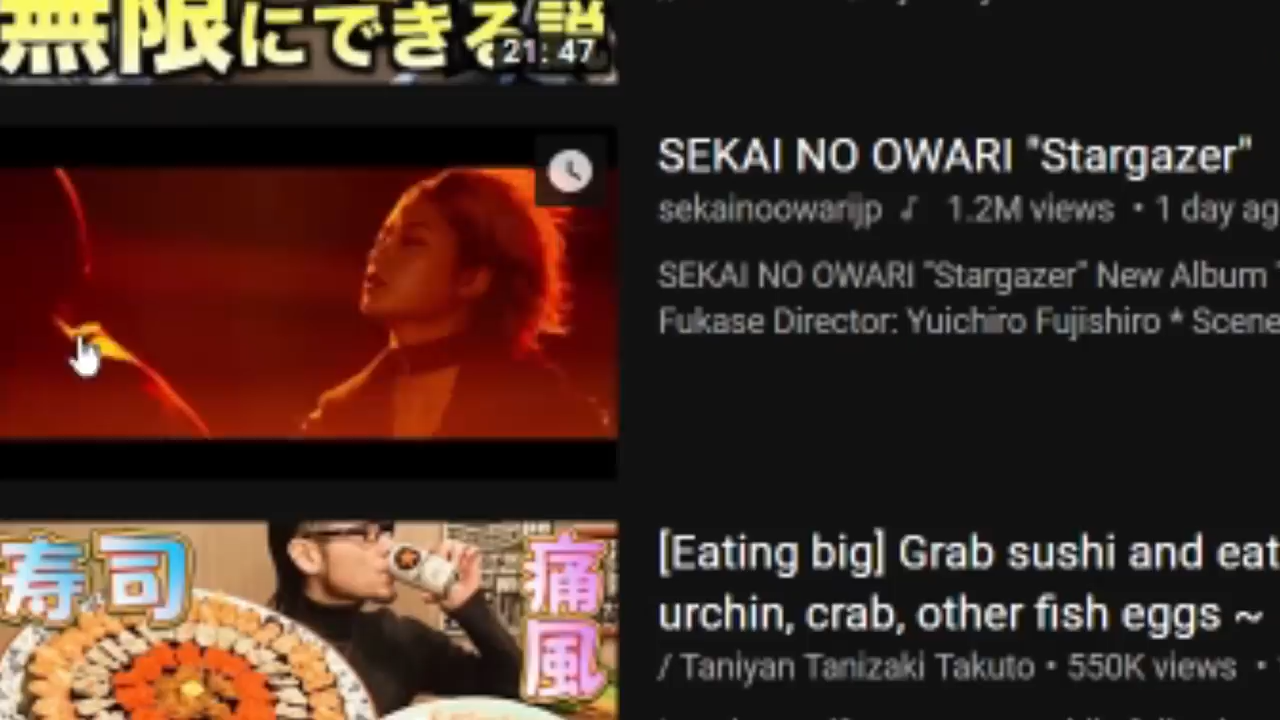 無限にできる説
21:47
SEKAI NO OWARI "Stargazer"
sekainoowarijp ♪ 1.2M views • 1 day ag
SEKAI NO OWARI "Stargazer" New Album
Fukase Director: Yuichiro Fujishiro * Scene
寿司
痛風
[Eating big] Grab sushi and eat
urchin, crab, other fish eggs ~
/ Taniyan Tanizaki Takuto • 550K views •